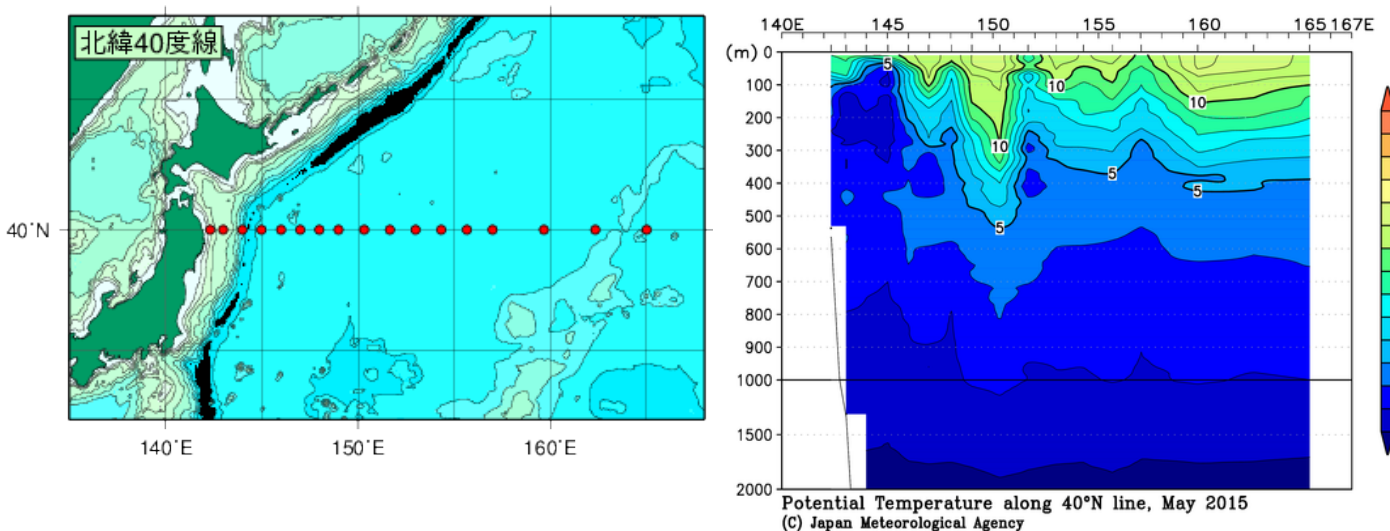 北緯40度線
40°N
140°E 150°E 160°E
140E 145 150 155 160 165 167E
(m) 0
100
200
300
400
500
600
700
800
900
1000
1500
2000
5
10
10
10
5
5
5
Potential Temperature along 40°N line, May 2015
(C) Japan Meteorological Agency